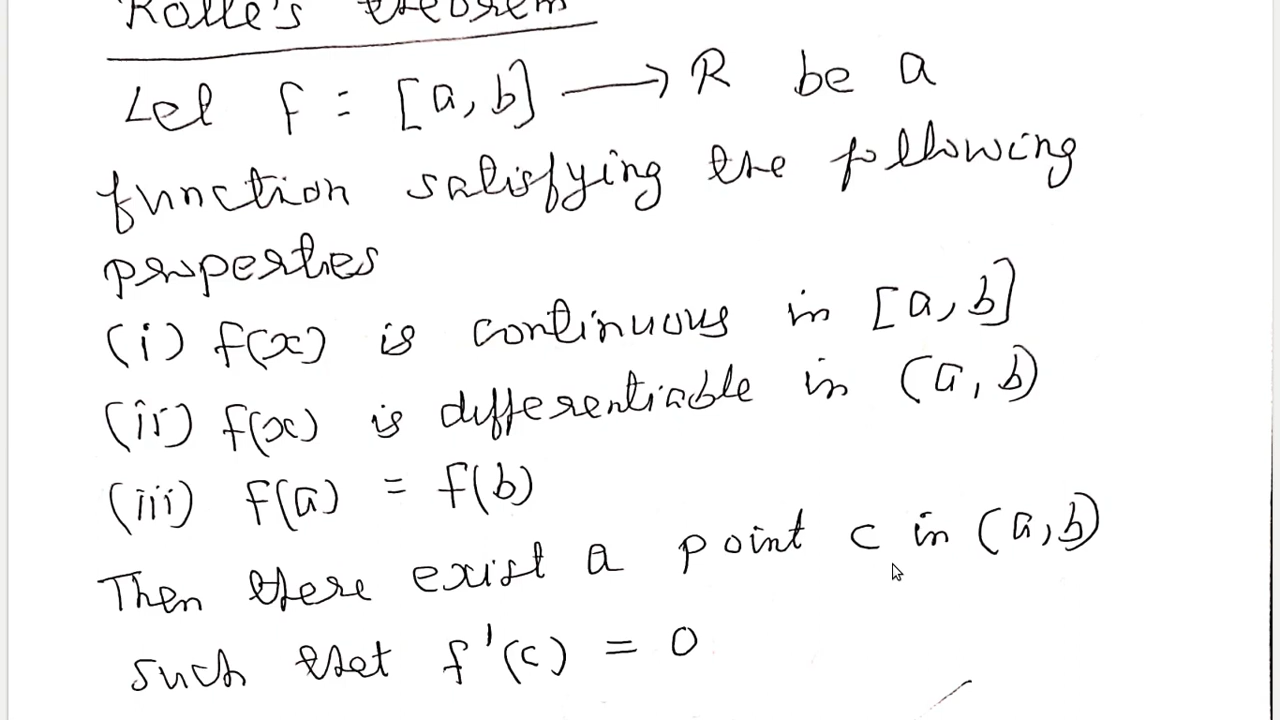 Rolle's theorem
Let f : [a, b] ⟶ R be a
function satisfying the following
properties
(i) f(x) is continuous in [a, b]
(ii) f(x) is differentiable in (a, b)
(iii) f(a) = f(b)
Then there exist a point c in (a, b)
such that f'(c) = 0